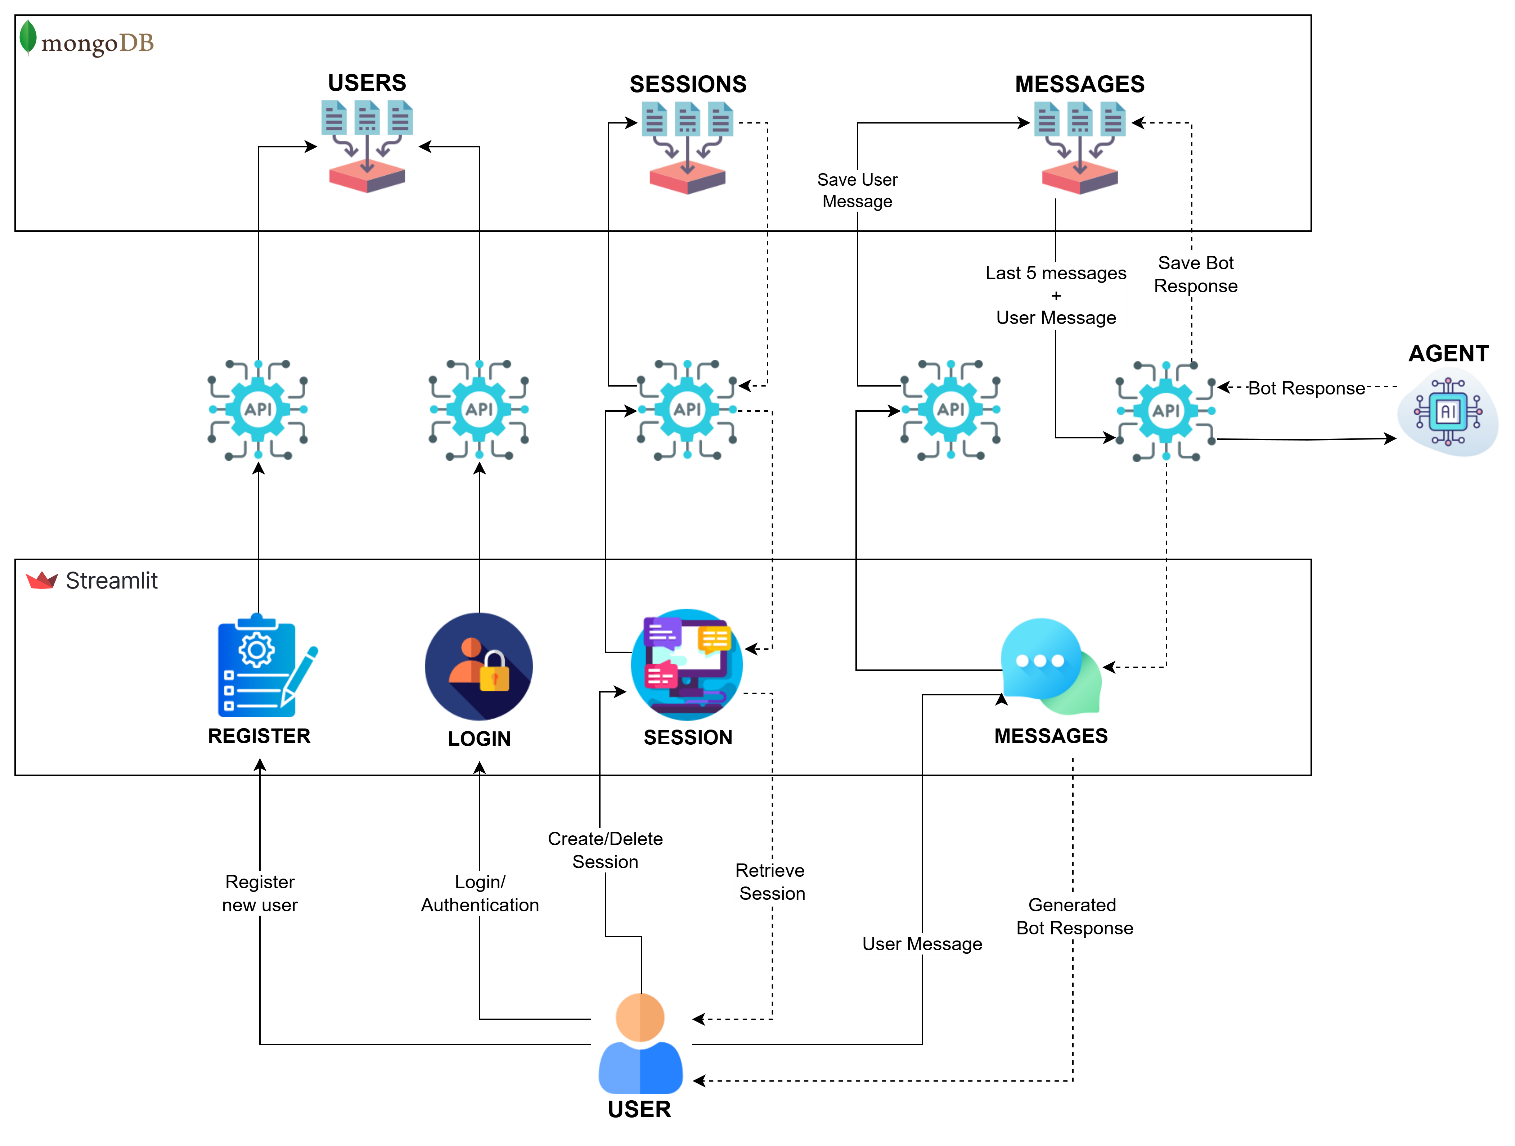 mongoDB
USERS
SESSIONS
MESSAGES
Save User
Message
Last 5 messages
+
User Message
Save Bot
Response
AGENT
API
API
API
API
API
Bot Response
AI
Streamlit
REGISTER
LOGIN
SESSION
MESSAGES
Create/Delete
Session
Register
new user
Login/
Authentication
Retrieve
Session
User Message
Generated
Bot Response
USER